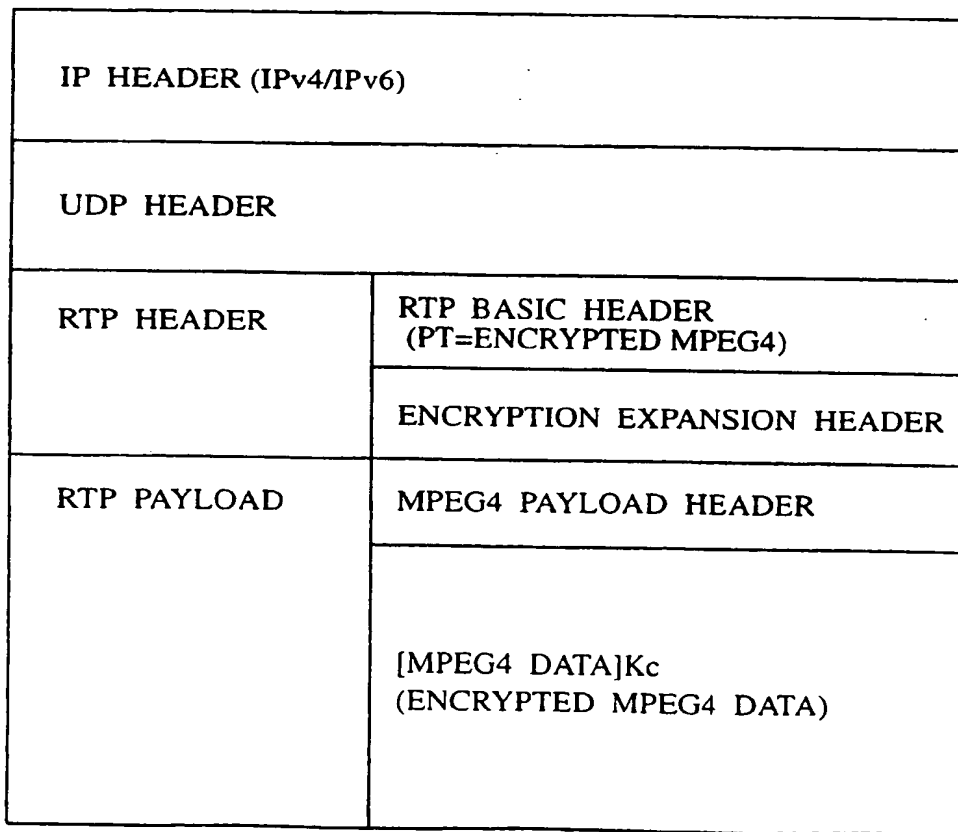 IP HEADER (IPv4/IPv6)
UDP HEADER
RTP HEADER
RTP BASIC HEADER
(PT=ENCRYPTED MPEG4)
ENCRYPTION EXPANSION HEADER
RTP PAYLOAD
MPEG4 PAYLOAD HEADER
[MPEG4 DATA]Kc
(ENCRYPTED MPEG4 DATA)